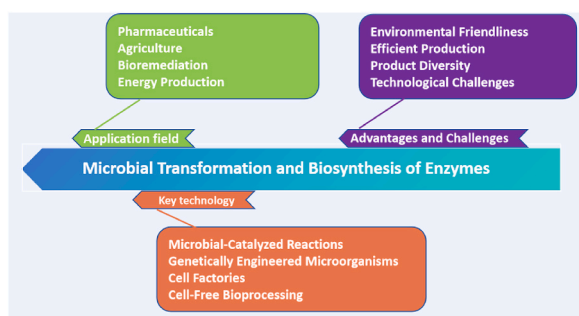 Pharmaceuticals
Agriculture
Bioremediation
Energy Production
Environmental Friendliness
Efficient Production
Product Diversity
Technological Challenges
Application field
Advantages and Challenges
Microbial Transformation and Biosynthesis of Enzymes
Key technology
Microbial-Catalyzed Reactions
Genetically Engineered Microorganisms
Cell Factories
Cell-Free Bioprocessing